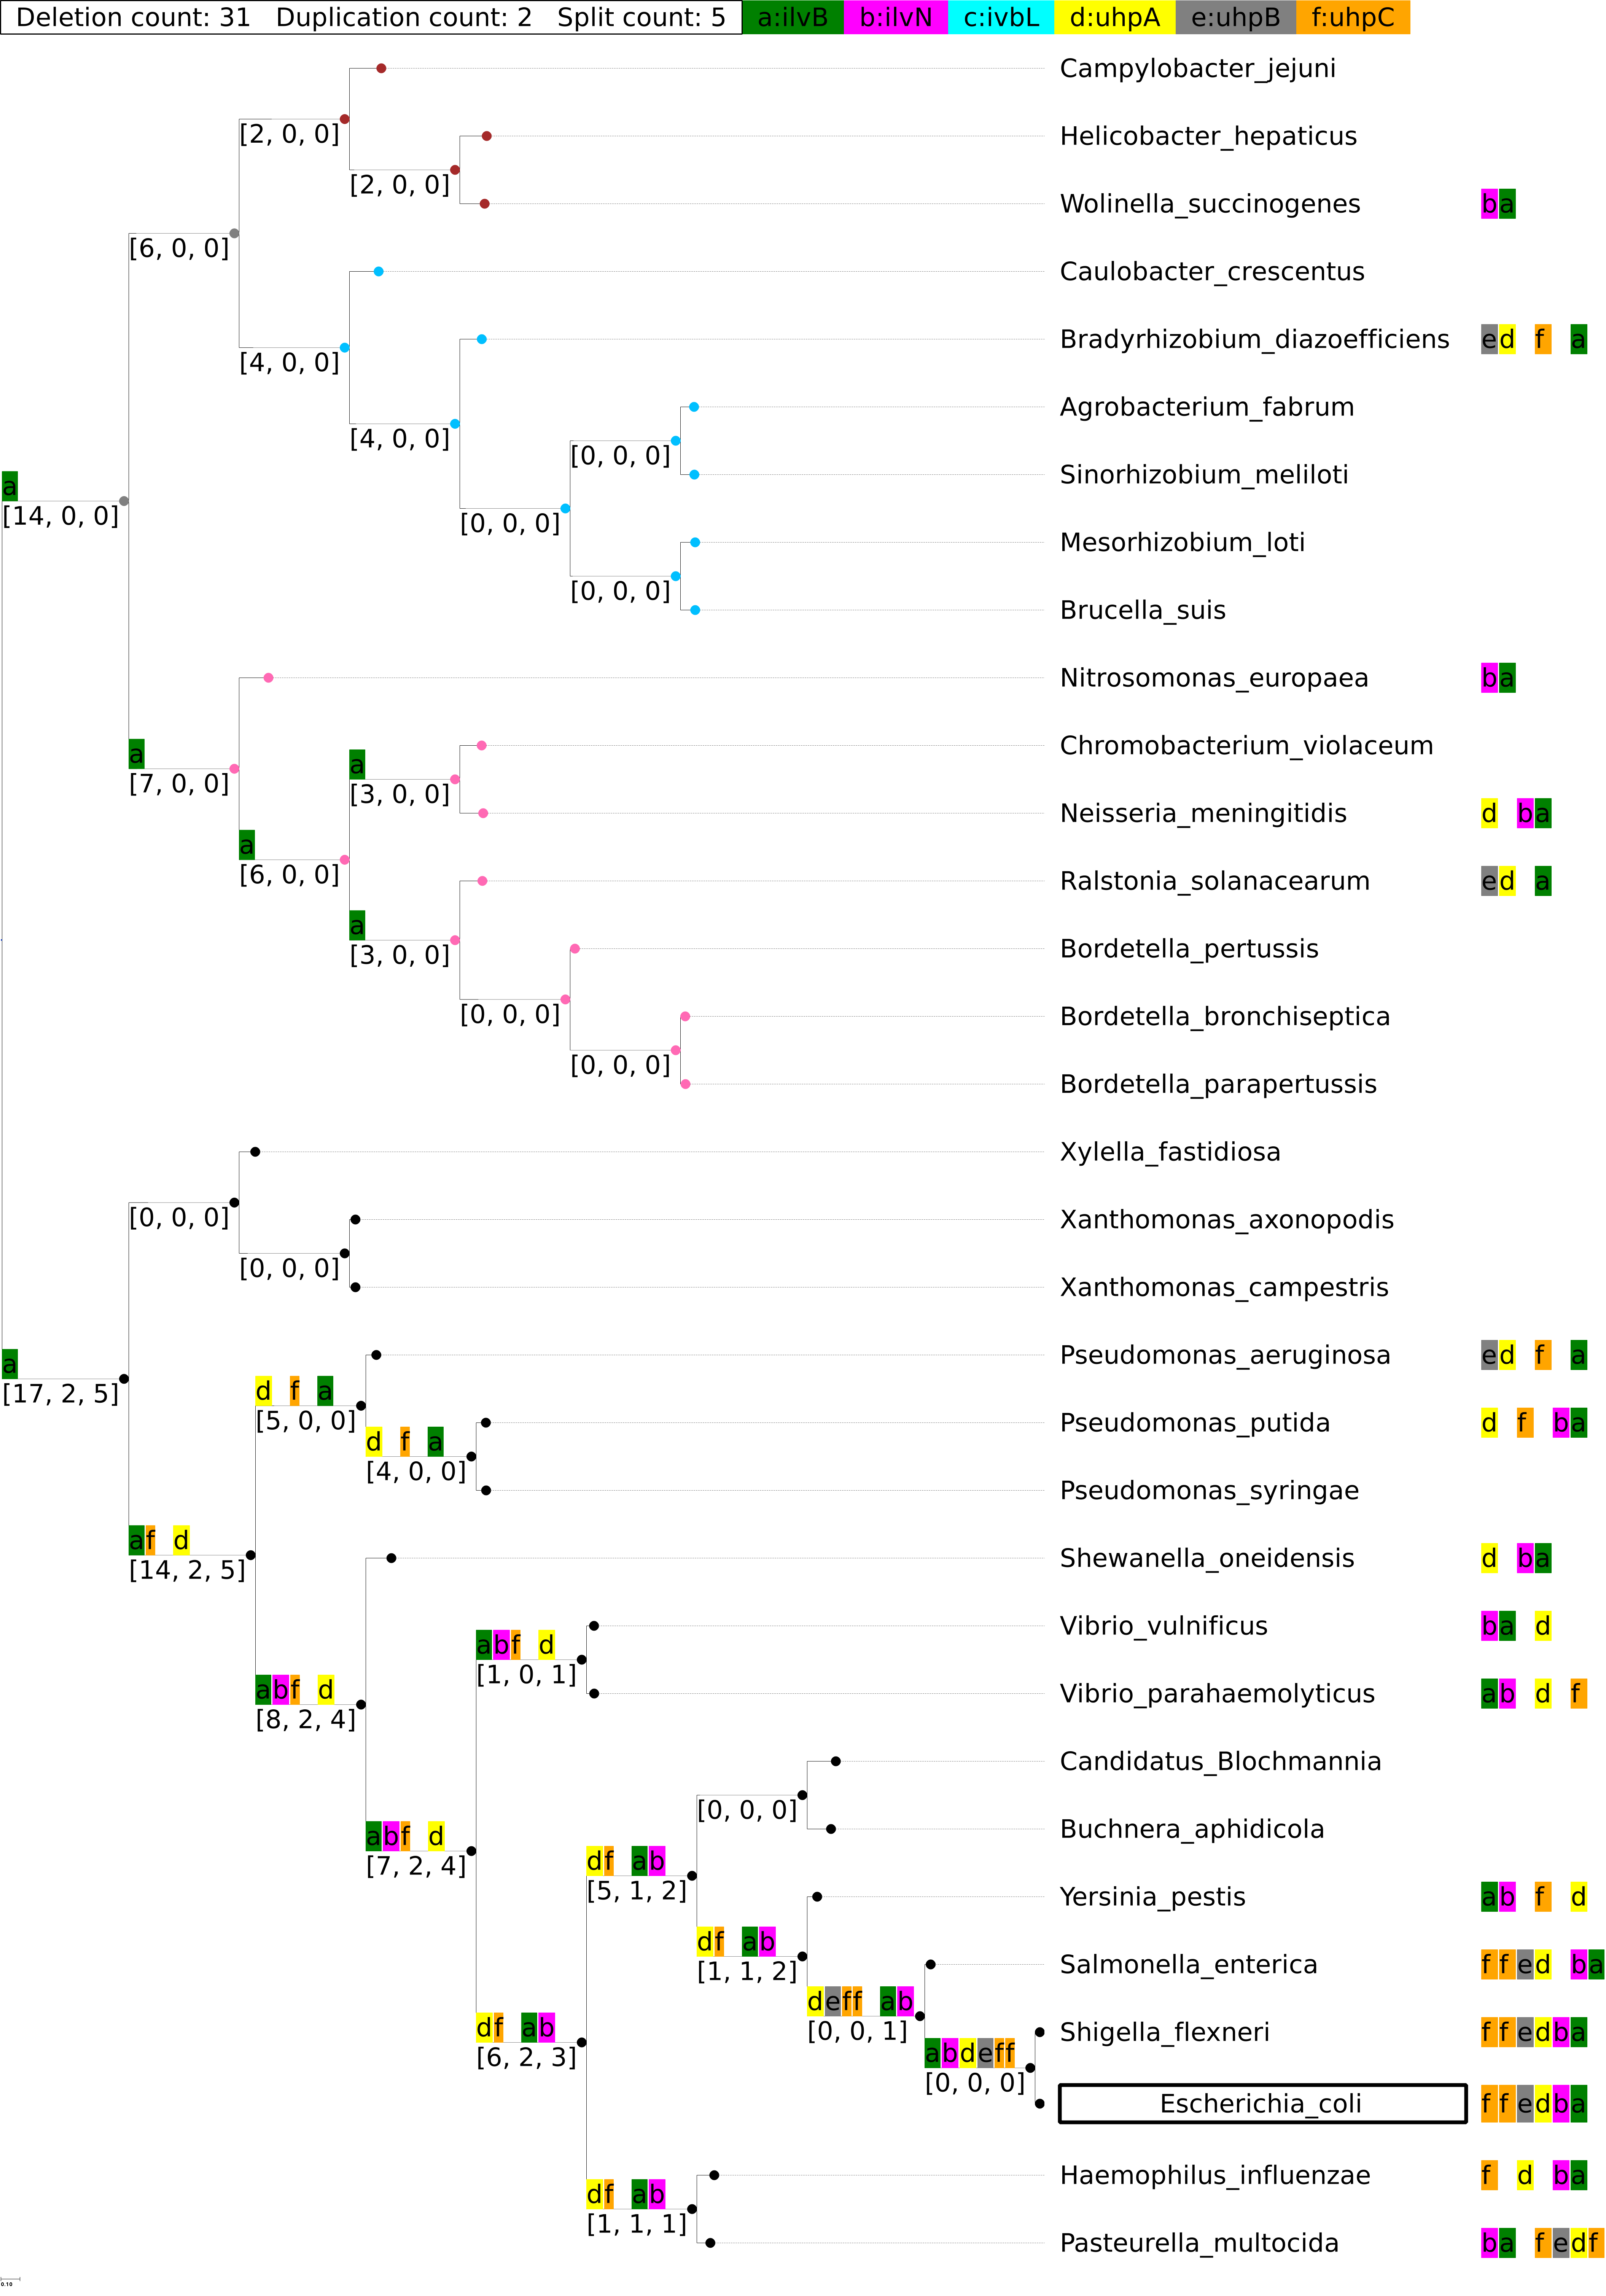 Deletion count: 31 Duplication count: 2 Split count: 5 a:ilvB b:ilvN c:ivbL d:uhpA e:uhpB f:uhpC
Campylobacter_jejuni
[2, 0, 0]
Helicobacter_hepaticus
[2, 0, 0]
Wolinella_succinogenes ba
[6, 0, 0]
Caulobacter_crescentus
Bradyrhizobium_diazoefficiens ed f a
[4, 0, 0]
Agrobacterium_fabrum
[4, 0, 0]
[0, 0, 0]
Sinorhizobium_meliloti
a
[14, 0, 0]
[0, 0, 0]
Mesorhizobium_loti
[0, 0, 0]
Brucella_suis
Nitrosomonas_europaea ba
Chromobacterium_violaceum
a
[7, 0, 0]
a
[3, 0, 0]
Neisseria_meningitidis d ba
a
[6, 0, 0]
Ralstonia_solanacearum ed a
a
[3, 0, 0]
Bordetella_pertussis
[0, 0, 0]
Bordetella_bronchiseptica
[0, 0, 0]
Bordetella_parapertussis
Xylella_fastidiosa
[0, 0, 0]
Xanthomonas_axonopodis
[0, 0, 0]
Xanthomonas_campestris
Pseudomonas_aeruginosa ed f a
a
[17, 2, 5]
d f a
[5, 0, 0]
Pseudomonas_putida d f ba
d f a
[4, 0, 0]
Pseudomonas_syringae
af d
[14, 2, 5]
Shewanella_oneidensis d ba
Vibrio_vulnificus ba d
abf d
[1, 0, 1]
Vibrio_parahaemolyticus ab d f
abf d
[8, 2, 4]
Candidatus_Blochmannia
[0, 0, 0]
Buchnera_aphidicola
abf d
[7, 2, 4]
df ab
[5, 1, 2]
Yersinia_pestis ab f d
df ab
[1, 1, 2]
Salmonella_enterica ffed ba
deff ab
[0, 0, 1]
Shigella_flexneri ffedba
df ab
[6, 2, 3]
abdeff
[0, 0, 0]
Escherichia_coli ffedba
Haemophilus_influenzae f d ba
df ab
[1, 1, 1]
Pasteurella_multocida ba fedf
0.10